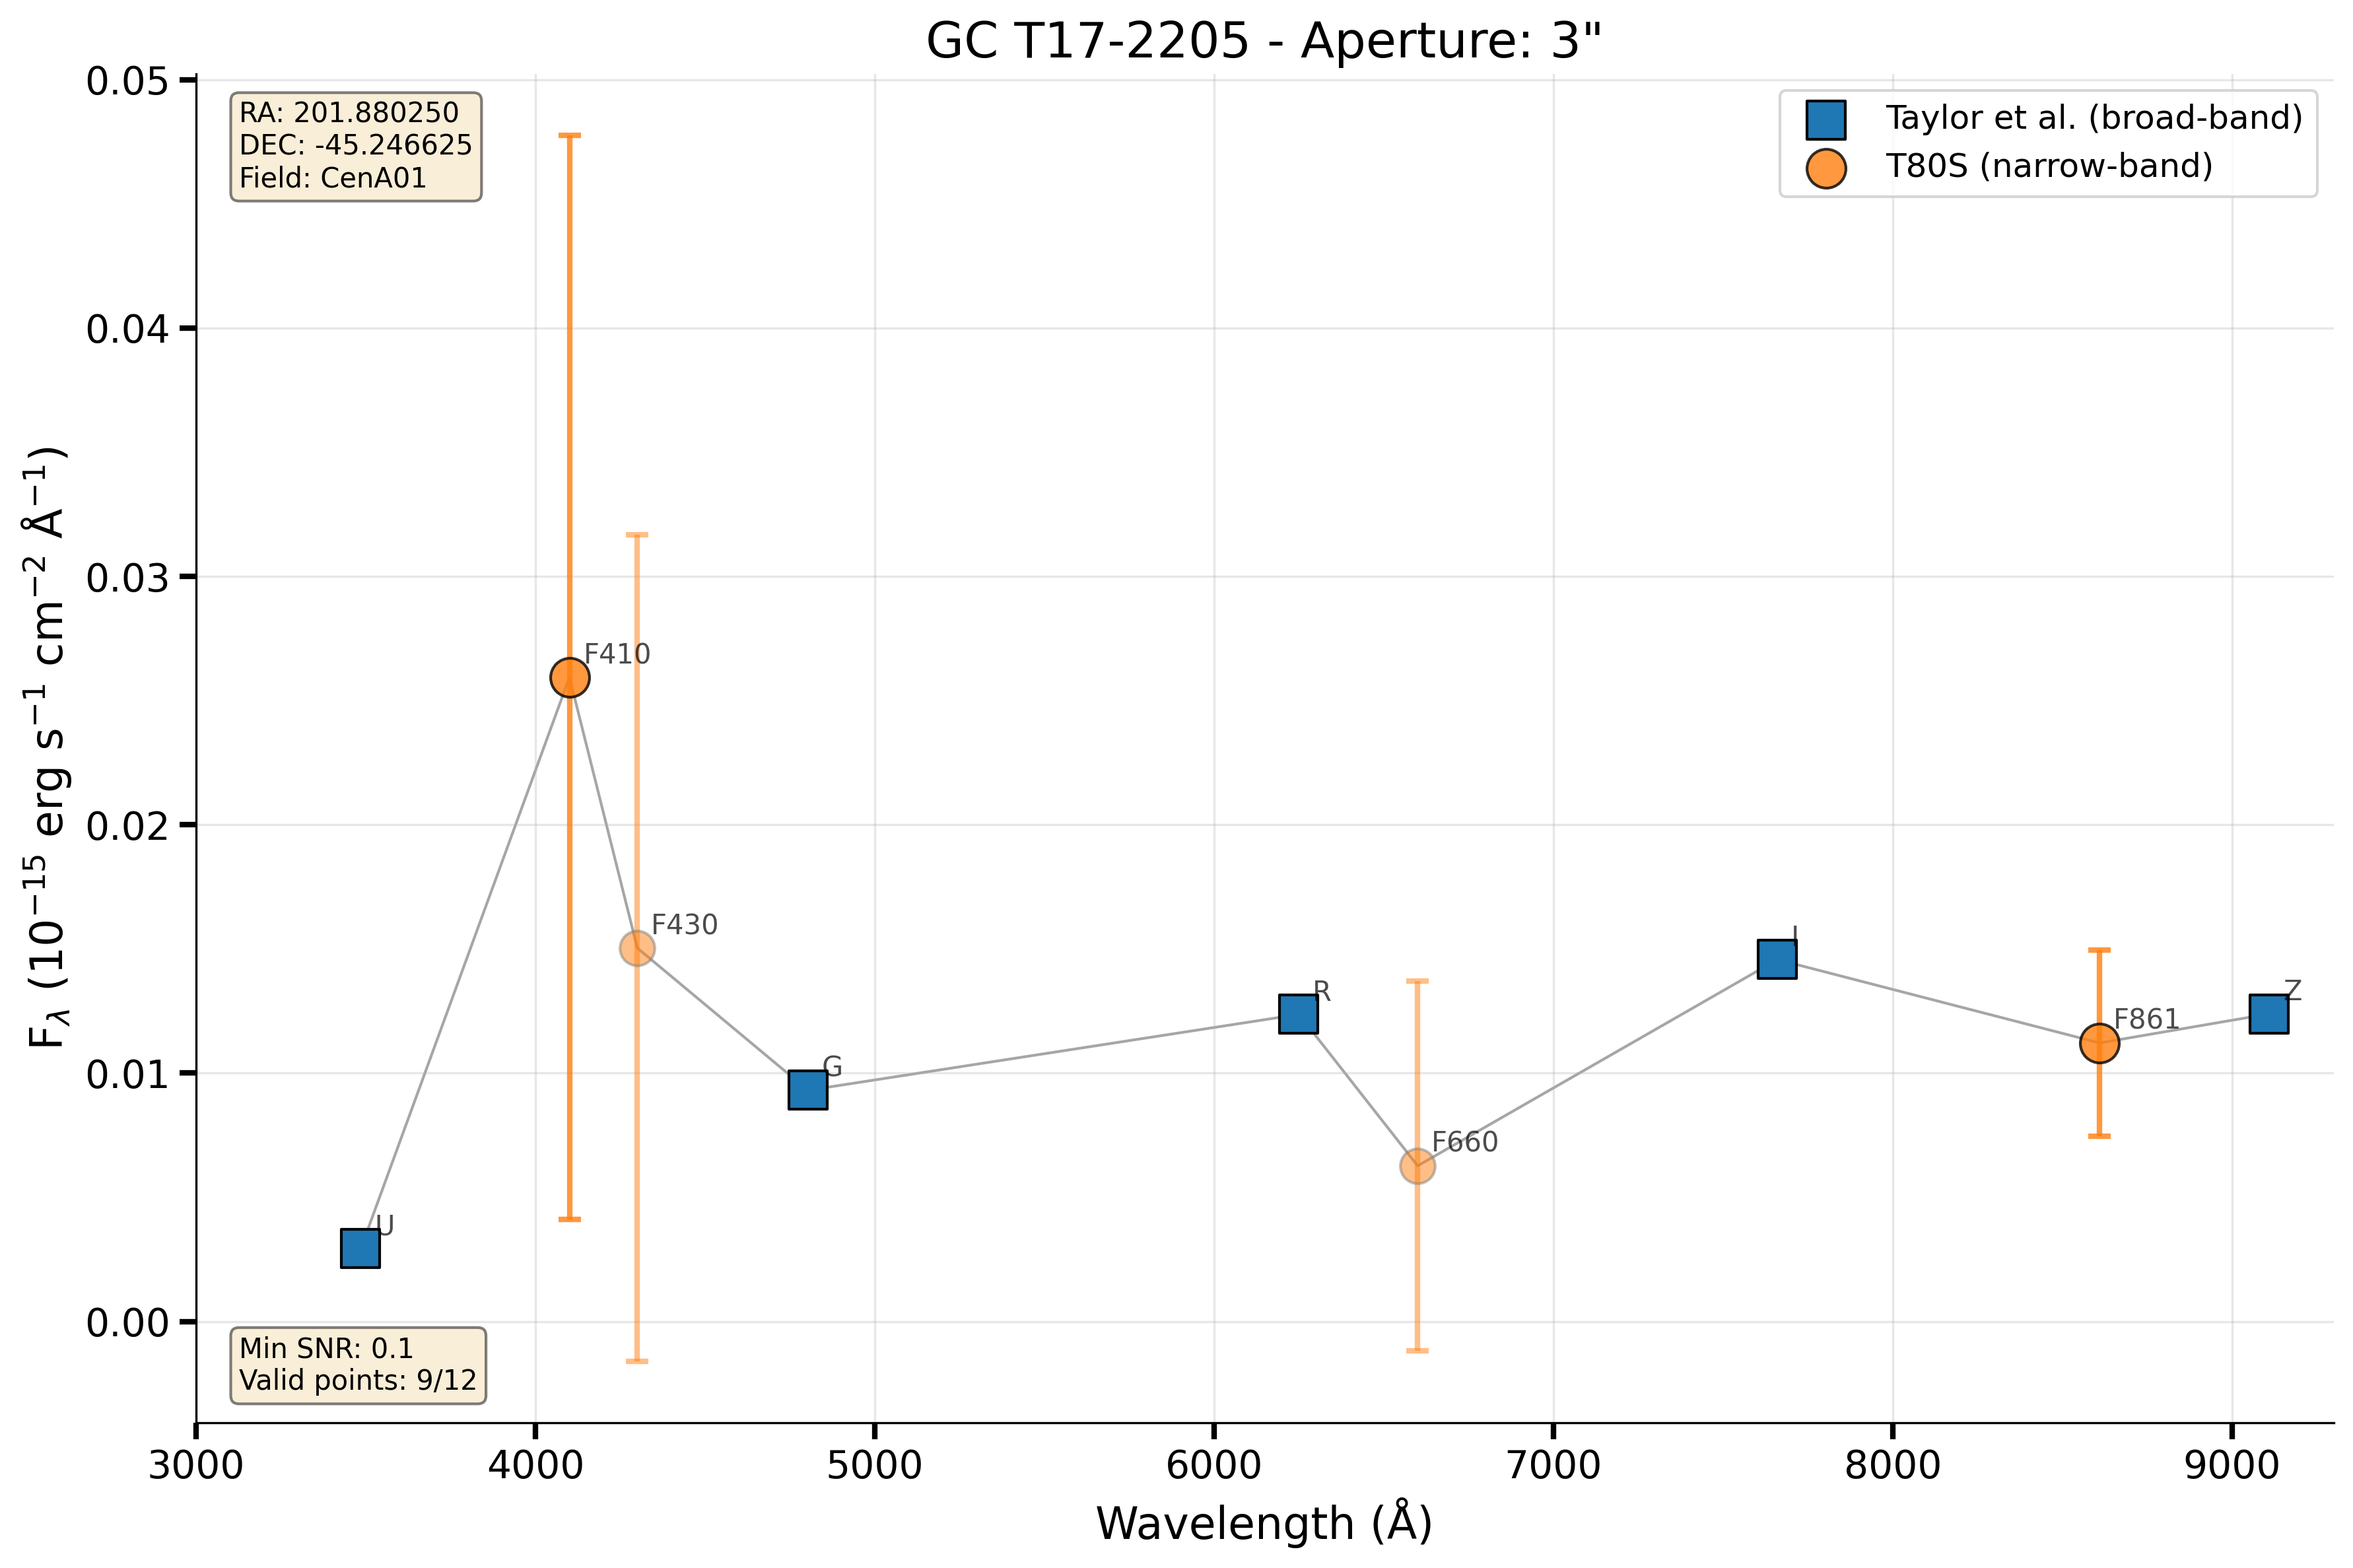 GC T17-2205 - Aperture: 3"
RA: 201.880250
DEC: -45.246625
Field: CenA01
Taylor et al. (broad-band)
T80S (narrow-band)
F_λ (10⁻¹⁵ erg s⁻¹ cm⁻² Å⁻¹)
0.05
0.04
0.03
0.02
0.01
0.00
F410
F430
U
G
R
F660
I
F861
Z
Min SNR: 0.1
Valid points: 9/12
3000 4000 5000 6000 7000 8000 9000
Wavelength (Å)